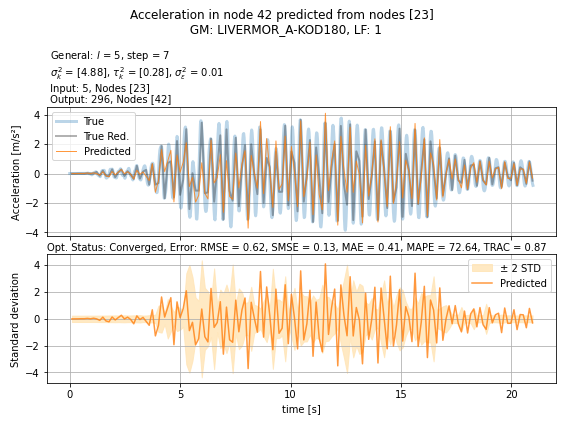 Acceleration in node 42 predicted from nodes [23]
GM: LIVERMOR_A-KOD180, LF: 1
General: l = 5, step = 7
σ²ₖ = [4.88], τ²ₖ = [0.28], σ²ε = 0.01
Input: 5, Nodes [23]
Output: 296, Nodes [42]
Acceleration [m/s²]
4
2
0
−2
−4
True
True Red.
Predicted
Opt. Status: Converged, Error: RMSE = 0.62, SMSE = 0.13, MAE = 0.41, MAPE = 72.64, TRAC = 0.87
Standard deviation
4
2
0
−2
−4
± 2 STD
Predicted
0 5 10 15 20
time [s]